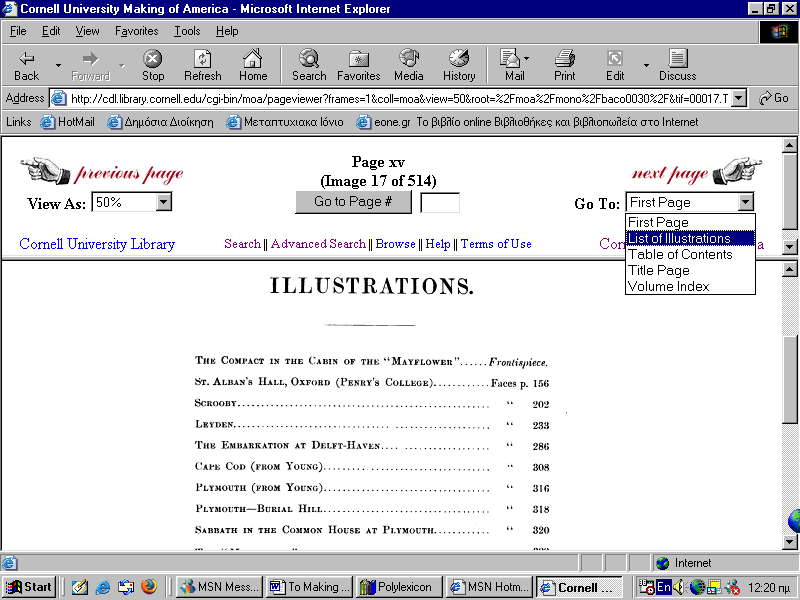 Cornell University Making of America - Microsoft Internet Explorer
File Edit View Favorites Tools Help
Back Forward Stop Refresh Home Search Favorites Media History Mail Print Edit Discuss
Address http://cdl.library.cornell.edu/cgi-bin/moa/pageviewer?frames=1&coll=moa&view=50&root=%2Fmoa%2Fmono%2Fbaco0030%2F&tif=00017.T Go
Links HotMail Δημόσια Διοίκηση Μεταπτυχιακα Ιόνιο eone.gr Το βιβλίο online Βιβλιοθήκες και βιβλιοπωλεία στο Internet
previous page Page xv next page
(Image 17 of 514)
View As: 50% Go to Page # Go To: First Page
First Page
List of Illustrations
Table of Contents
Title Page
Volume Index
Cornell University Library Search || Advanced Search || Browse || Help || Terms of Use
ILLUSTRATIONS.
The Compact in the Cabin of the “Mayflower”......Frontispiece.
St. Alban's Hall, Oxford (Penry's College)...........Faces p. 156
Scrooby.................................................. “ 202
Leyden.................................................. “ 233
The Embarkation at Delft-Haven.... ................... “ 286
Cape Cod (from Young).................................. “ 308
Plymouth (from Young).................................. “ 316
Plymouth—Burial Hill.................................. “ 318
Sabbath in the Common House at Plymouth........... “ 320
Internet
Start MSN Mess... To Making ... Polylexicon MSN Hotm... Cornell ... En 12:20 πμ